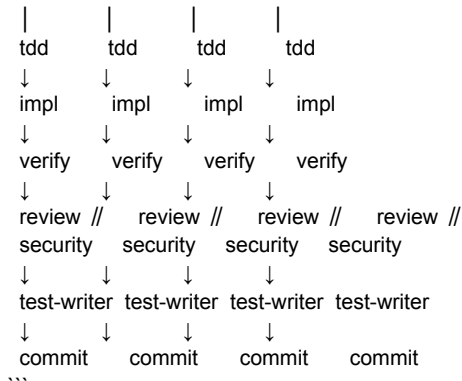 | | | |
tdd tdd tdd tdd
↓ ↓ ↓ ↓
impl impl impl impl
↓ ↓ ↓ ↓
verify verify verify verify
↓ ↓ ↓ ↓
review // review // review // review //
security security security security
↓ ↓ ↓ ↓
test-writer test-writer test-writer test-writer
↓ ↓ ↓ ↓
commit commit commit commit
```